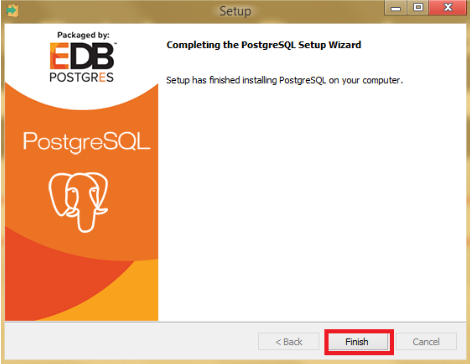 Setup
Packaged by:
EDB
POSTGRES
PostgreSQL
Completing the PostgreSQL Setup Wizard
Setup has finished installing PostgreSQL on your computer.
< Back
Finish
Cancel